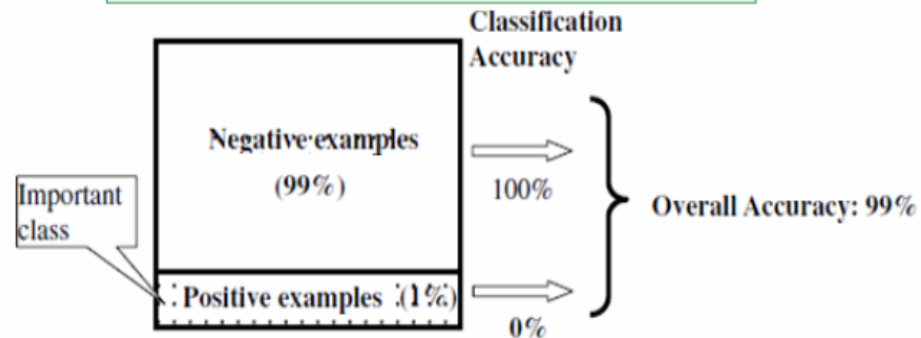 Classification
Accuracy
Negative examples
(99%)
100%
Important
class
Overall Accuracy: 99%
Positive examples (1%)
0%